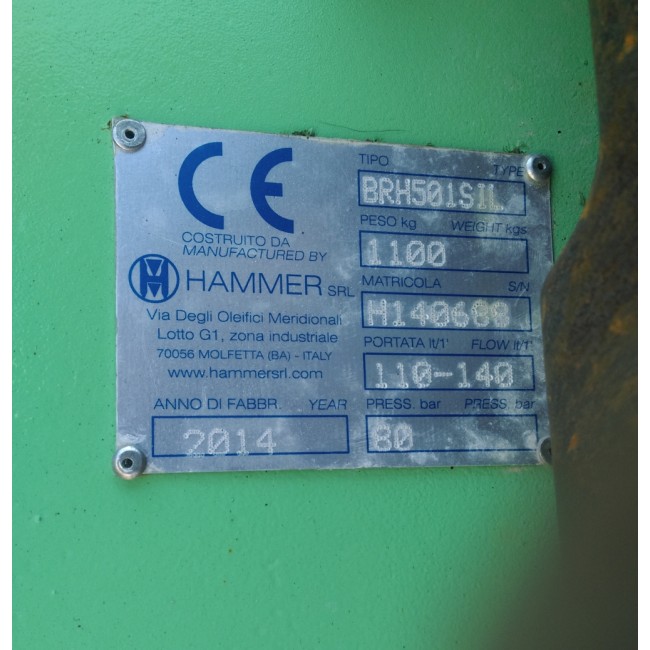 CE
COSTRUITO DA
MANUFACTURED BY
HAMMER SRL
Via Degli Oleifici Meridionali
Lotto G1, zona industriale
70056 MOLFETTA (BA) - ITALY
www.hammersrl.com
ANNO DI FABBR. YEAR
2014
TIPO TYPE
BRH501SIL
PESO kg WEIGHT kgs
1100
MATRICOLA S/N
H140688
PORTATA lt/1' FLOW lt/1'
110-140
PRESS. bar PRESS. bar
80